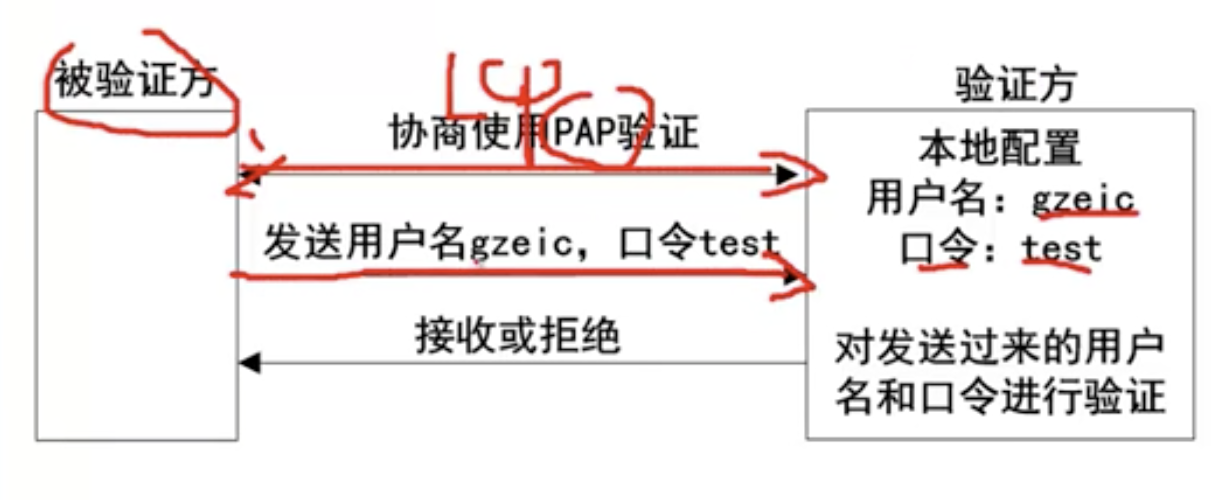 被验证方
LCP
验证方
协商使用PAP验证
本地配置
用户名：gzeic
口令：test
发送用户名gzeic，口令test
接收或拒绝
对发送过来的用户
名和口令进行验证